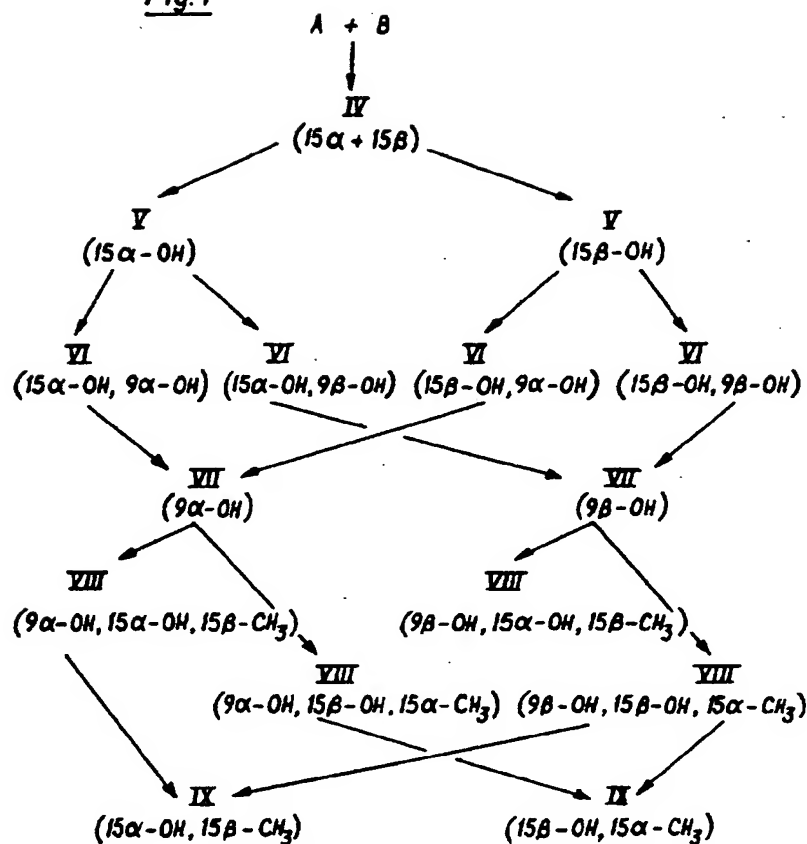 Fig. 1
A + B
IV
(15α + 15β)
V V
(15α-OH) (15β-OH)
VI VI VI VI
(15α-OH, 9α-OH) (15α-OH, 9β-OH) (15β-OH, 9α-OH) (15β-OH, 9β-OH)
VII VII
(9α-OH) (9β-OH)
VIII VIII
(9α-OH, 15α-OH, 15β-CH₃) (9β-OH, 15α-OH, 15β-CH₃)
VIII VIII
(9α-OH, 15β-OH, 15α-CH₃) (9β-OH, 15β-OH, 15α-CH₃)
IX IX
(15α-OH, 15β-CH₃) (15β-OH, 15α-CH₃)